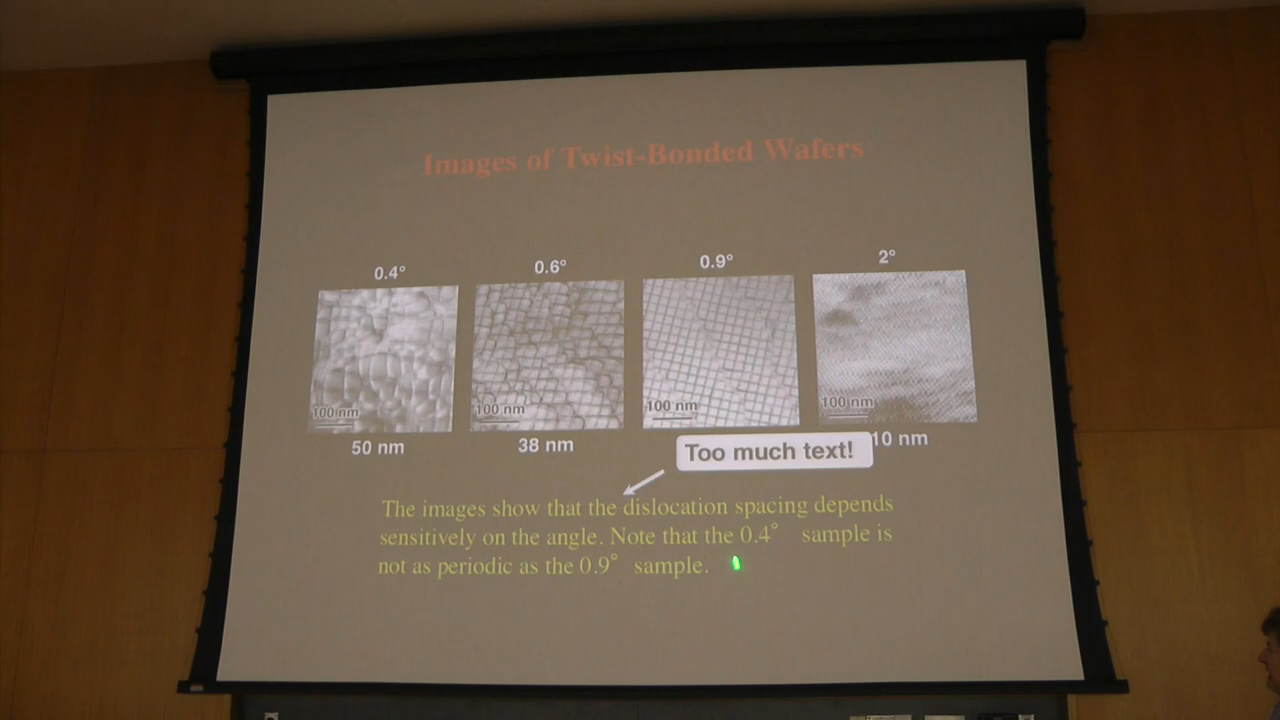 Images of Twist-Bonded Wafers
0.4° 0.6° 0.9° 2°
100 nm 100 nm 100 nm 100 nm
50 nm 38 nm 10 nm
Too much text!
The images show that the dislocation spacing depends
sensitively on the angle. Note that the 0.4° sample is
not as periodic as the 0.9° sample.